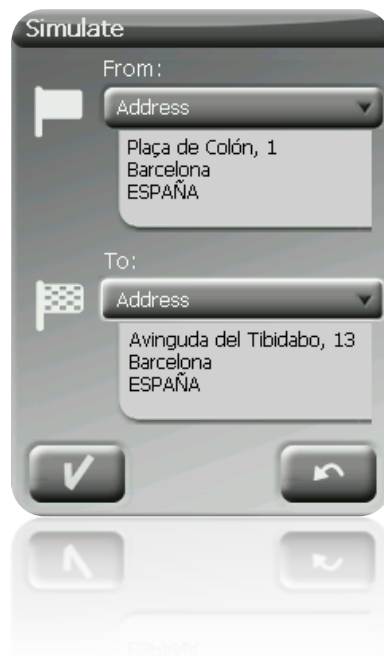 Simulate
From:
Address
Plaça de Colón, 1
Barcelona
ESPAÑA
To:
Address
Avinguda del Tibidabo, 13
Barcelona
ESPAÑA